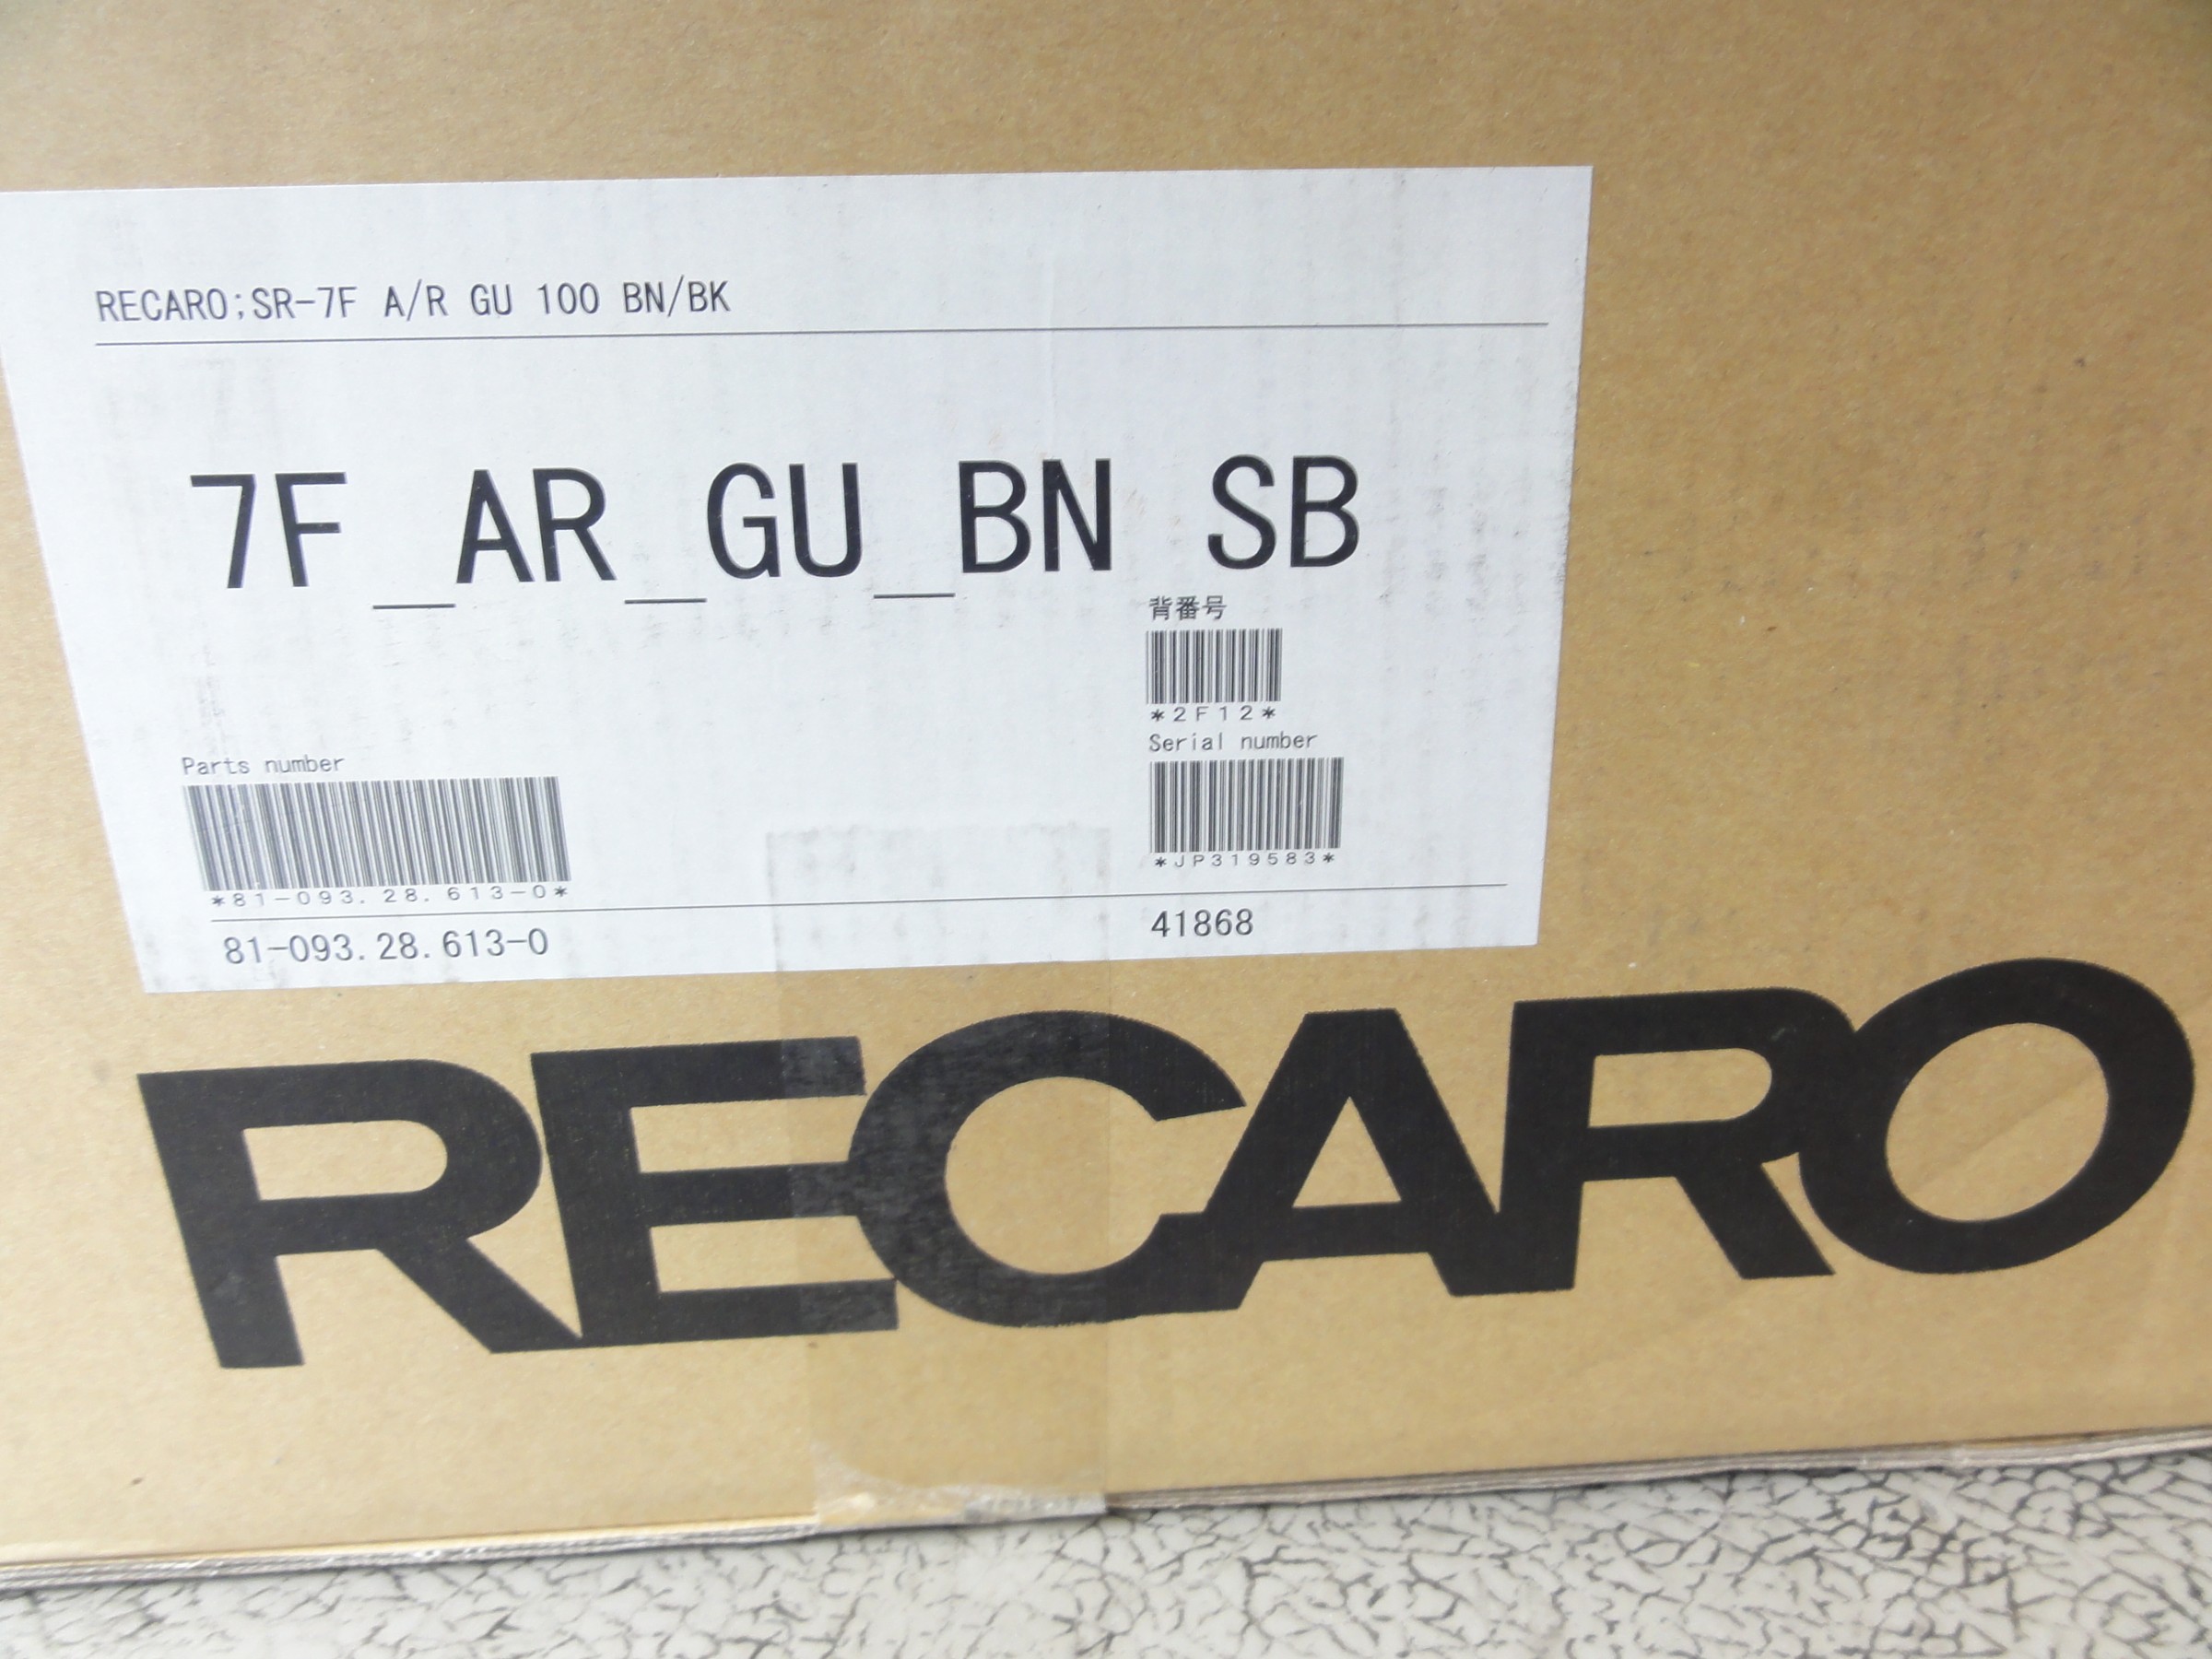 RECARO;SR-7F A/R GU 100 BN/BK
7F_AR_GU_BN SB
背番号
*2F12*
Serial number
*JP319583*
Parts number
*81-093.28.613-0*
81-093.28.613-0
41868
RECARO